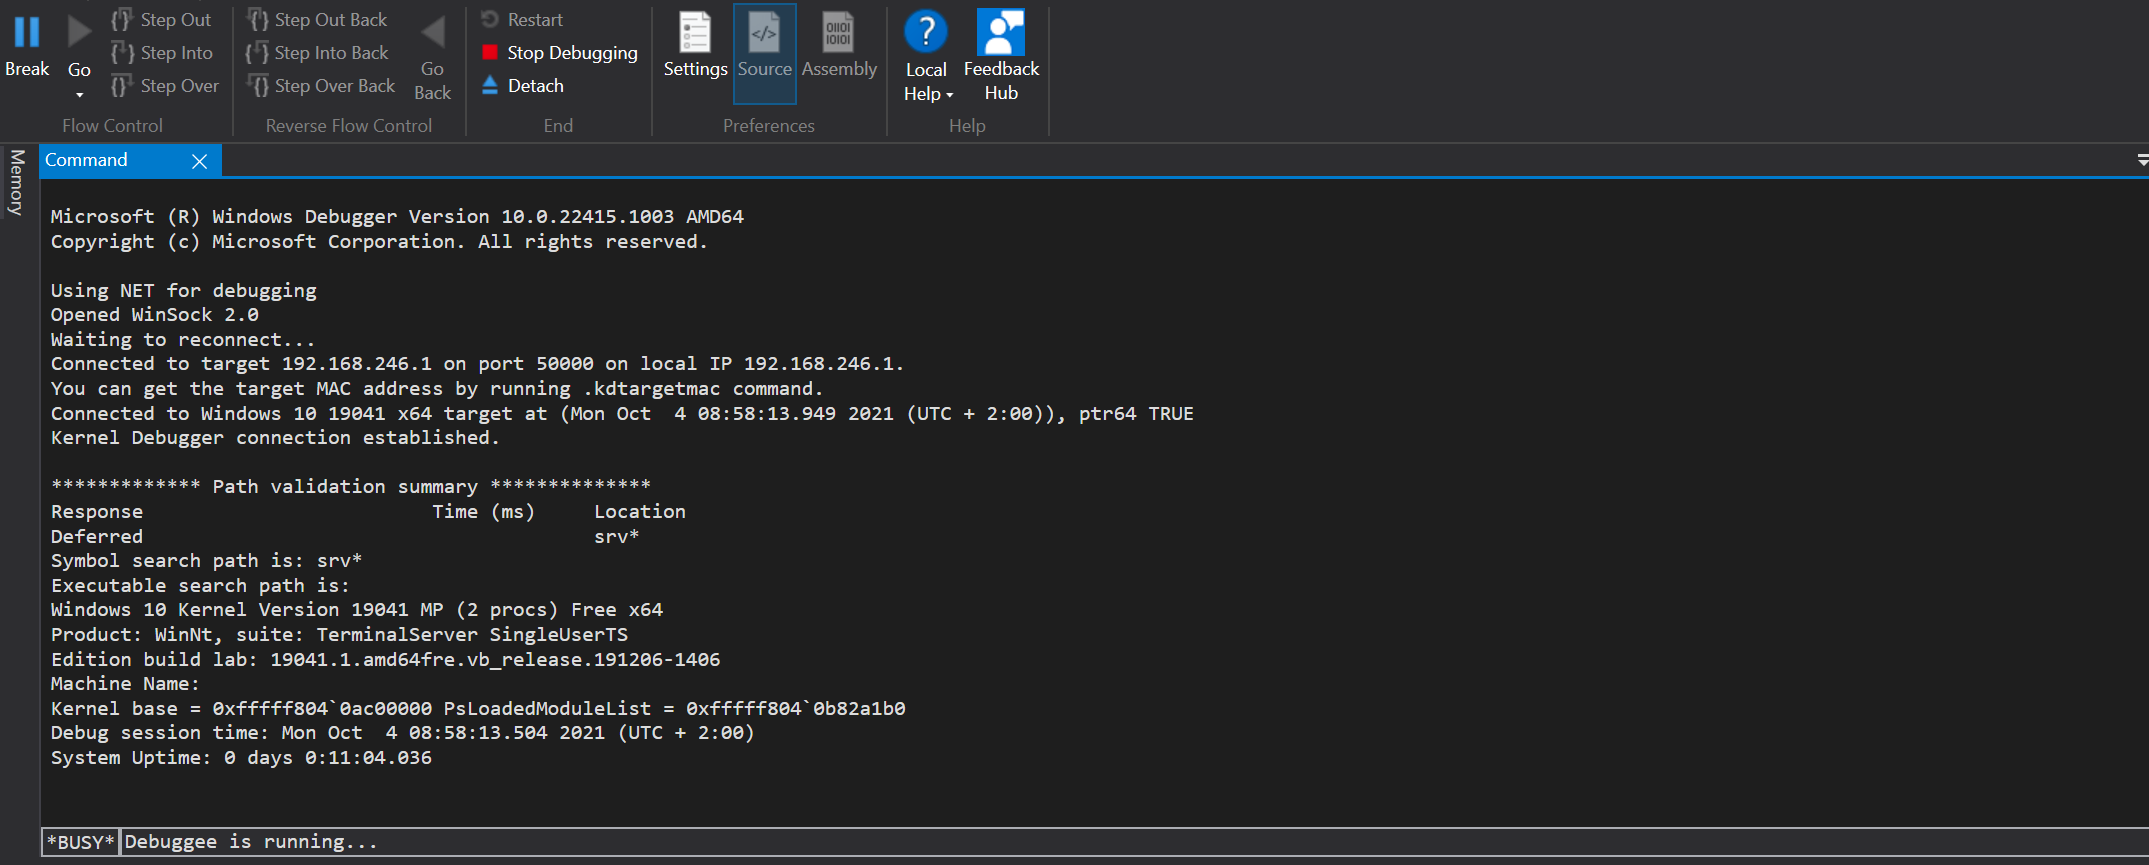 Break
Go
Step Out
Step Into
Step Over
Flow Control
Step Out Back
Step Into Back
Step Over Back
Go Back
Reverse Flow Control
Restart
Stop Debugging
Detach
End
Settings
Source
Assembly
Preferences
Local Help
Feedback Hub
Help
Memory
Command
Microsoft (R) Windows Debugger Version 10.0.22415.1003 AMD64
Copyright (c) Microsoft Corporation. All rights reserved.
Using NET for debugging
Opened WinSock 2.0
Waiting to reconnect...
Connected to target 192.168.246.1 on port 50000 on local IP 192.168.246.1.
You can get the target MAC address by running .kdtargetmac command.
Connected to Windows 10 19041 x64 target at (Mon Oct  4 08:58:13.949 2021 (UTC + 2:00)), ptr64 TRUE
Kernel Debugger connection established.
************* Path validation summary **************
Response                         Time (ms)     Location
Deferred                                       srv*
Symbol search path is: srv*
Executable search path is:
Windows 10 Kernel Version 19041 MP (2 procs) Free x64
Product: WinNt, suite: TerminalServer SingleUserTS
Edition build lab: 19041.1.amd64fre.vb_release.191206-1406
Machine Name:
Kernel base = 0xfffff804`0ac00000 PsLoadedModuleList = 0xfffff804`0b82a1b0
Debug session time: Mon Oct  4 08:58:13.504 2021 (UTC + 2:00)
System Uptime: 0 days 0:11:04.036
*BUSY* Debuggee is running...